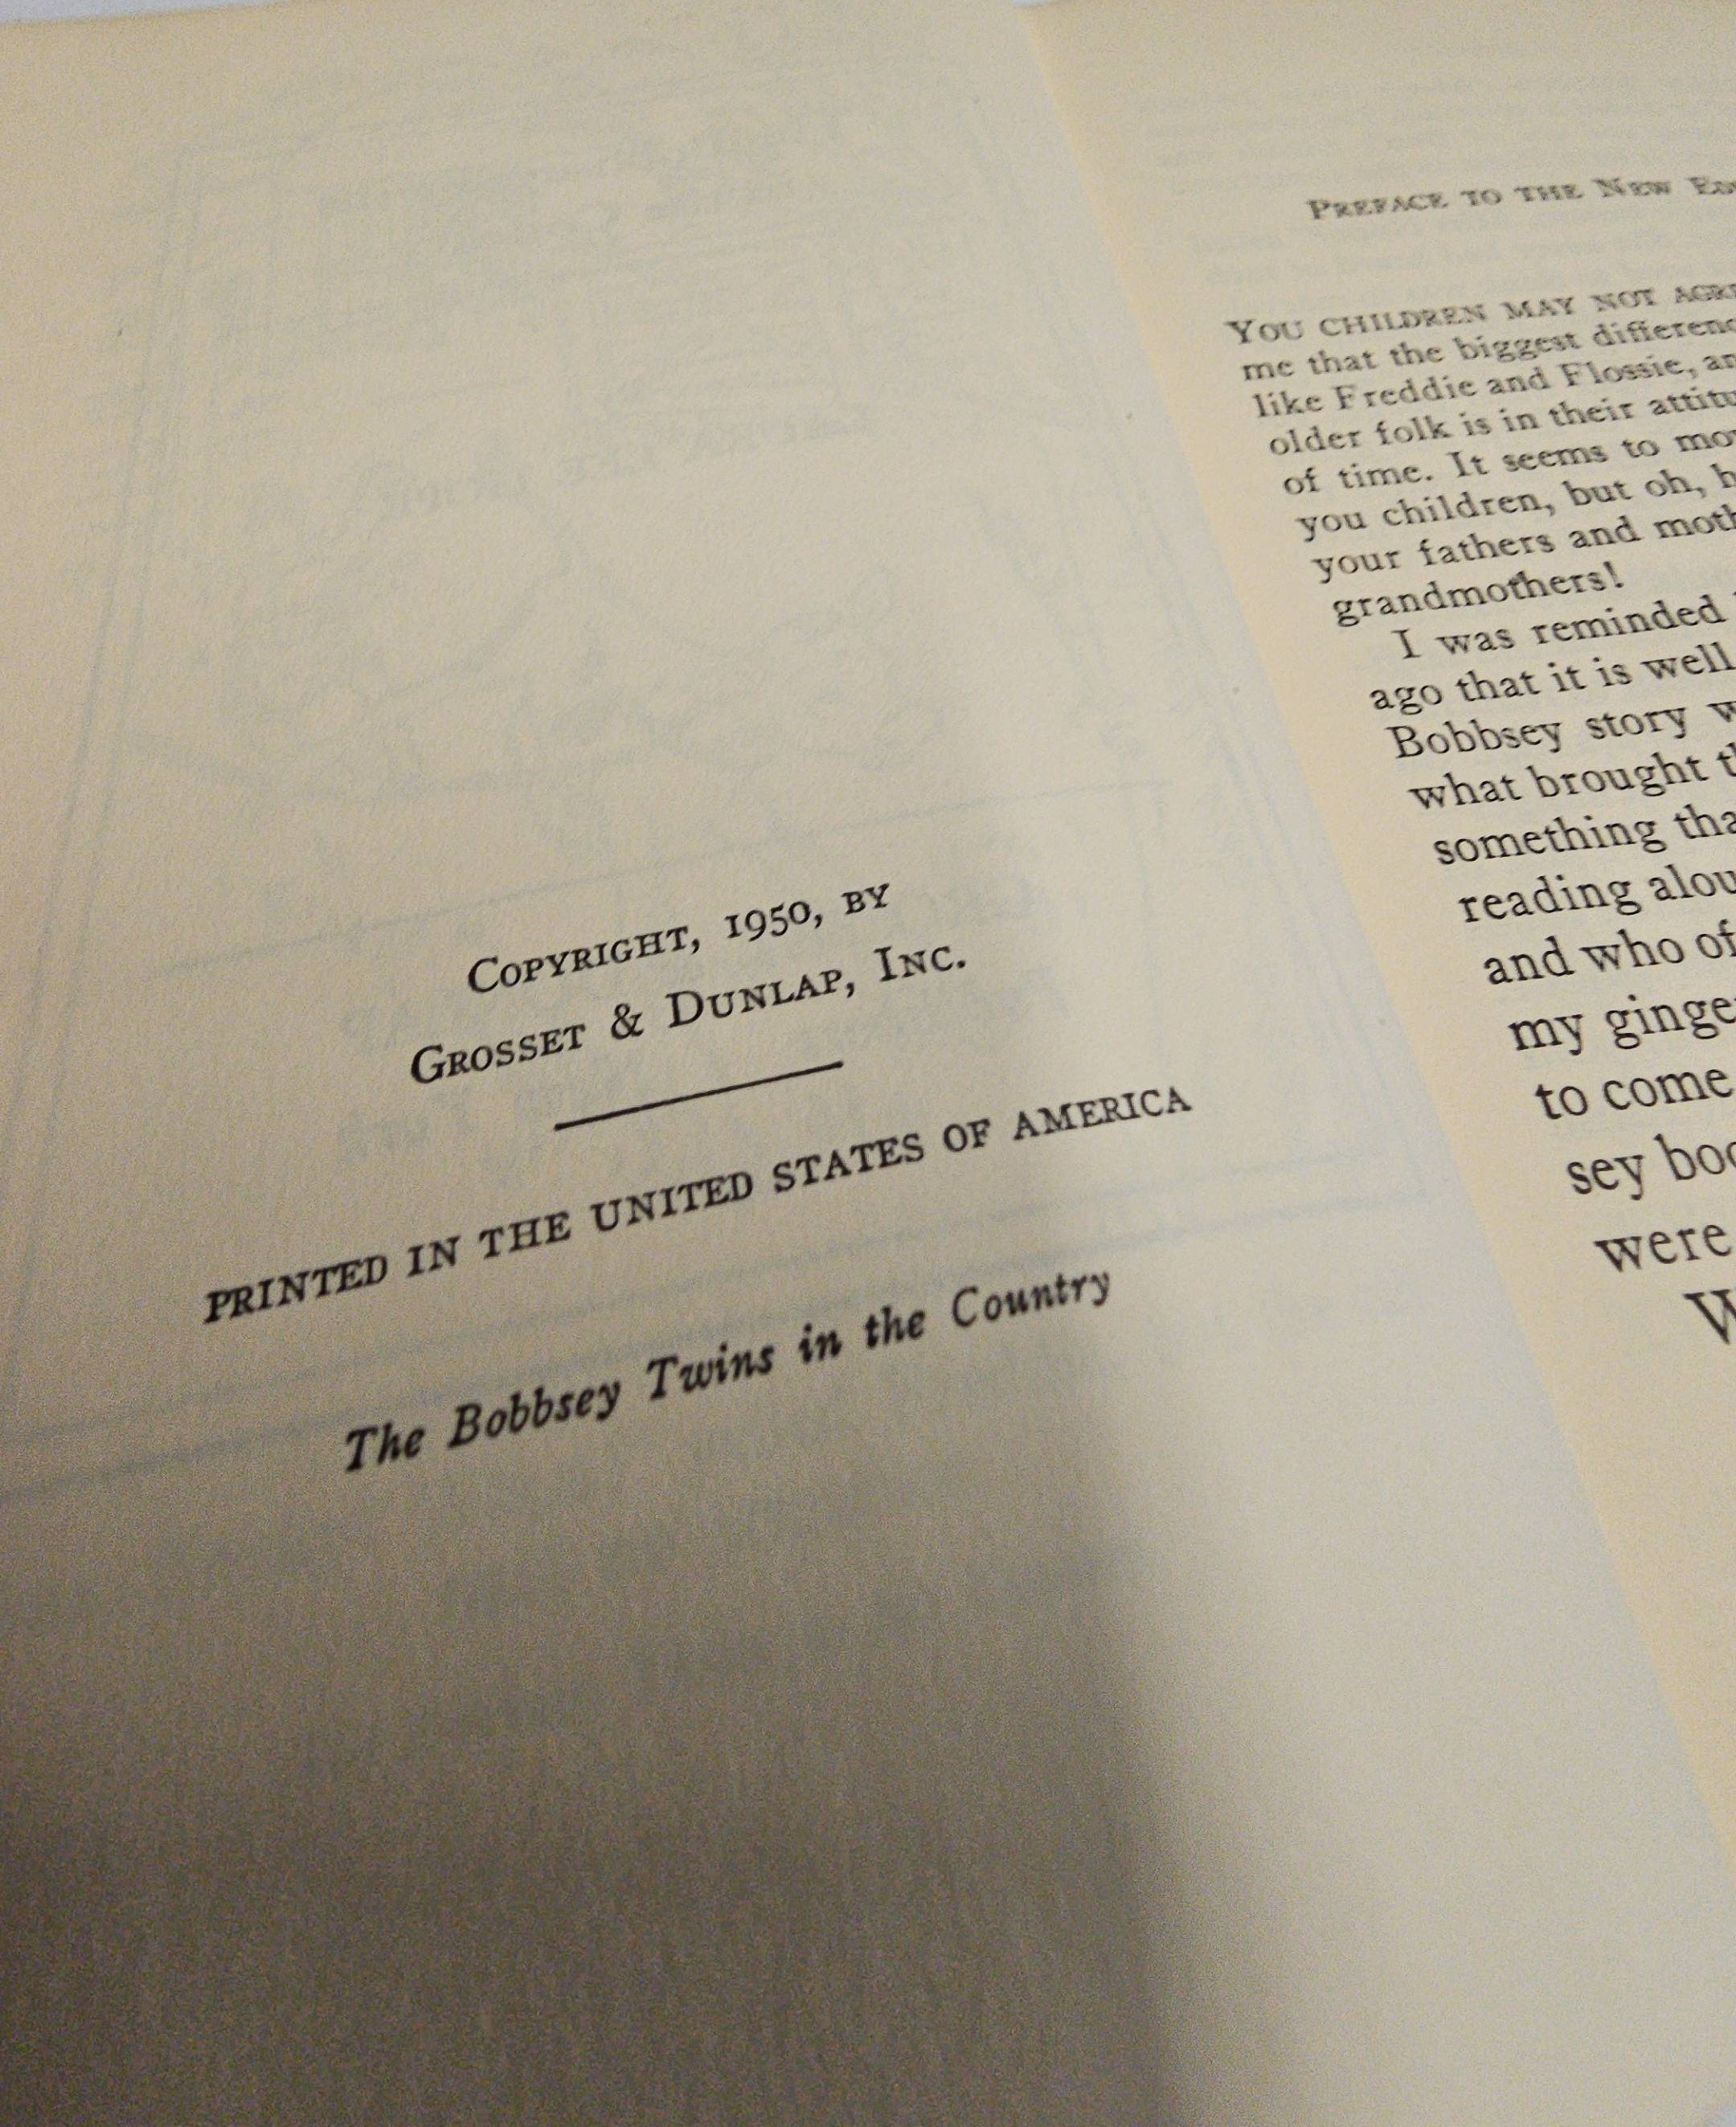 COPYRIGHT, 1950, BY
GROSSET & DUNLAP, INC.
PRINTED IN THE UNITED STATES OF AMERICA
The Bobbsey Twins in the Country
PREFACE TO THE NEW
YOU CHILDREN MAY NOT
me that the biggest
like Freddie and Flossie,
older folk is in their
of time. It seems to
you children, but oh,
your fathers and
grandmothers!
I was reminded
ago that it is well
Bobbsey story
what brought
something
reading
and who of
my
to come
sey
were